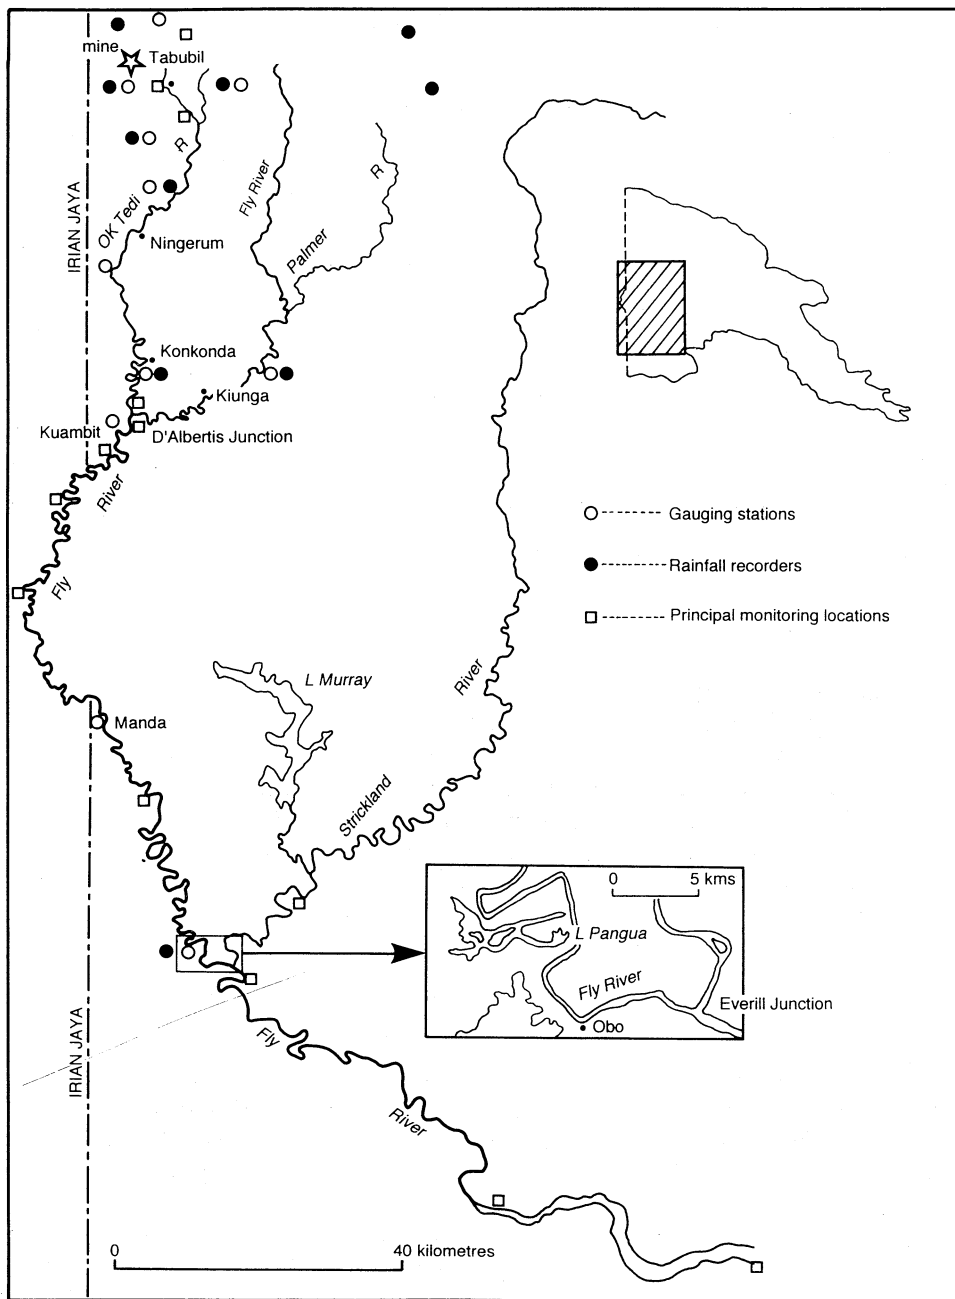 mine
Tabubil
R
OK Tedi
Fly River
R
Palmer
IRIAN JAYA
Ningerum
Konkonda
Kiunga
Kuambit
D'Albertis Junction
River
Fly
Gauging stations
Rainfall recorders
Principal monitoring locations
L Murray
River
Manda
Strickland
0 5 kms
L Pangua
Fly River
Everill Junction
Obo
IRIAN JAYA
Fly
River
0 40 kilometres